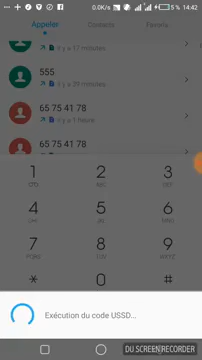 0.0K/s 5 % 14:42
Appeler Contacts Favoris
il y a 17 minutes
555
il y a 39 minutes
65 75 41 78
il y a 1 heure
65 75 41 78
1 2 3
ABC DEF
4 5 6
GHI JKL MNO
7 8 9
PQRS TUV WXYZ
* 0 #
Exécution du code USSD...
DU SCREEN RECORDER